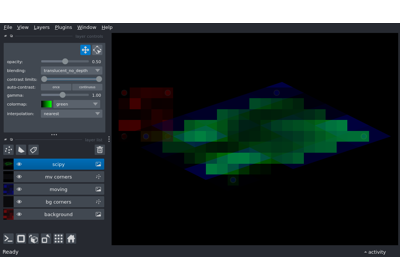 File View Layers Plugins Window Help
opacity: 0.50
blending: translucent_no_depth
contrast limits:
auto-contrast: once continuous
gamma: 1.00
colormap: green
interpolation: nearest
scipy
mv corners
moving
bg corners
background
Ready
activity